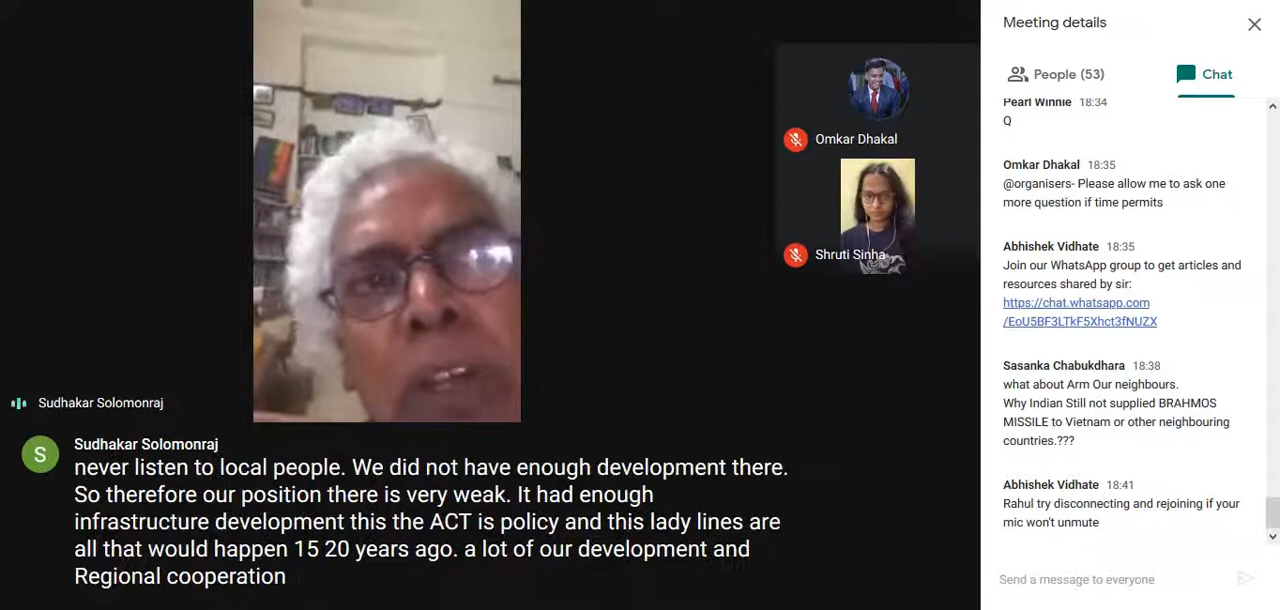 Omkar Dhakal
Shruti Sinha
Sudhakar Solomonraj
S
Sudhakar Solomonraj
never listen to local people. We did not have enough development there.
So therefore our position there is very weak. It had enough
infrastructure development this the ACT is policy and this lady lines are
all that would happen 15 20 years ago. a lot of our development and
Regional cooperation
Meeting details
People (53)
Chat
Pearl Winnie 18:34
Q
Omkar Dhakal 18:35
@organisers- Please allow me to ask one
more question if time permits
Abhishek Vidhate 18:35
Join our WhatsApp group to get articles and
resources shared by sir:
https://chat.whatsapp.com
/EoU5BF3LTkF5Xhct3fNUZX
Sasanka Chabukdhara 18:38
what about Arm Our neighbours.
Why Indian Still not supplied BRAHMOS
MISSILE to Vietnam or other neighbouring
countries.???
Abhishek Vidhate 18:41
Rahul try disconnecting and rejoining if your
mic won't unmute
Send a message to everyone